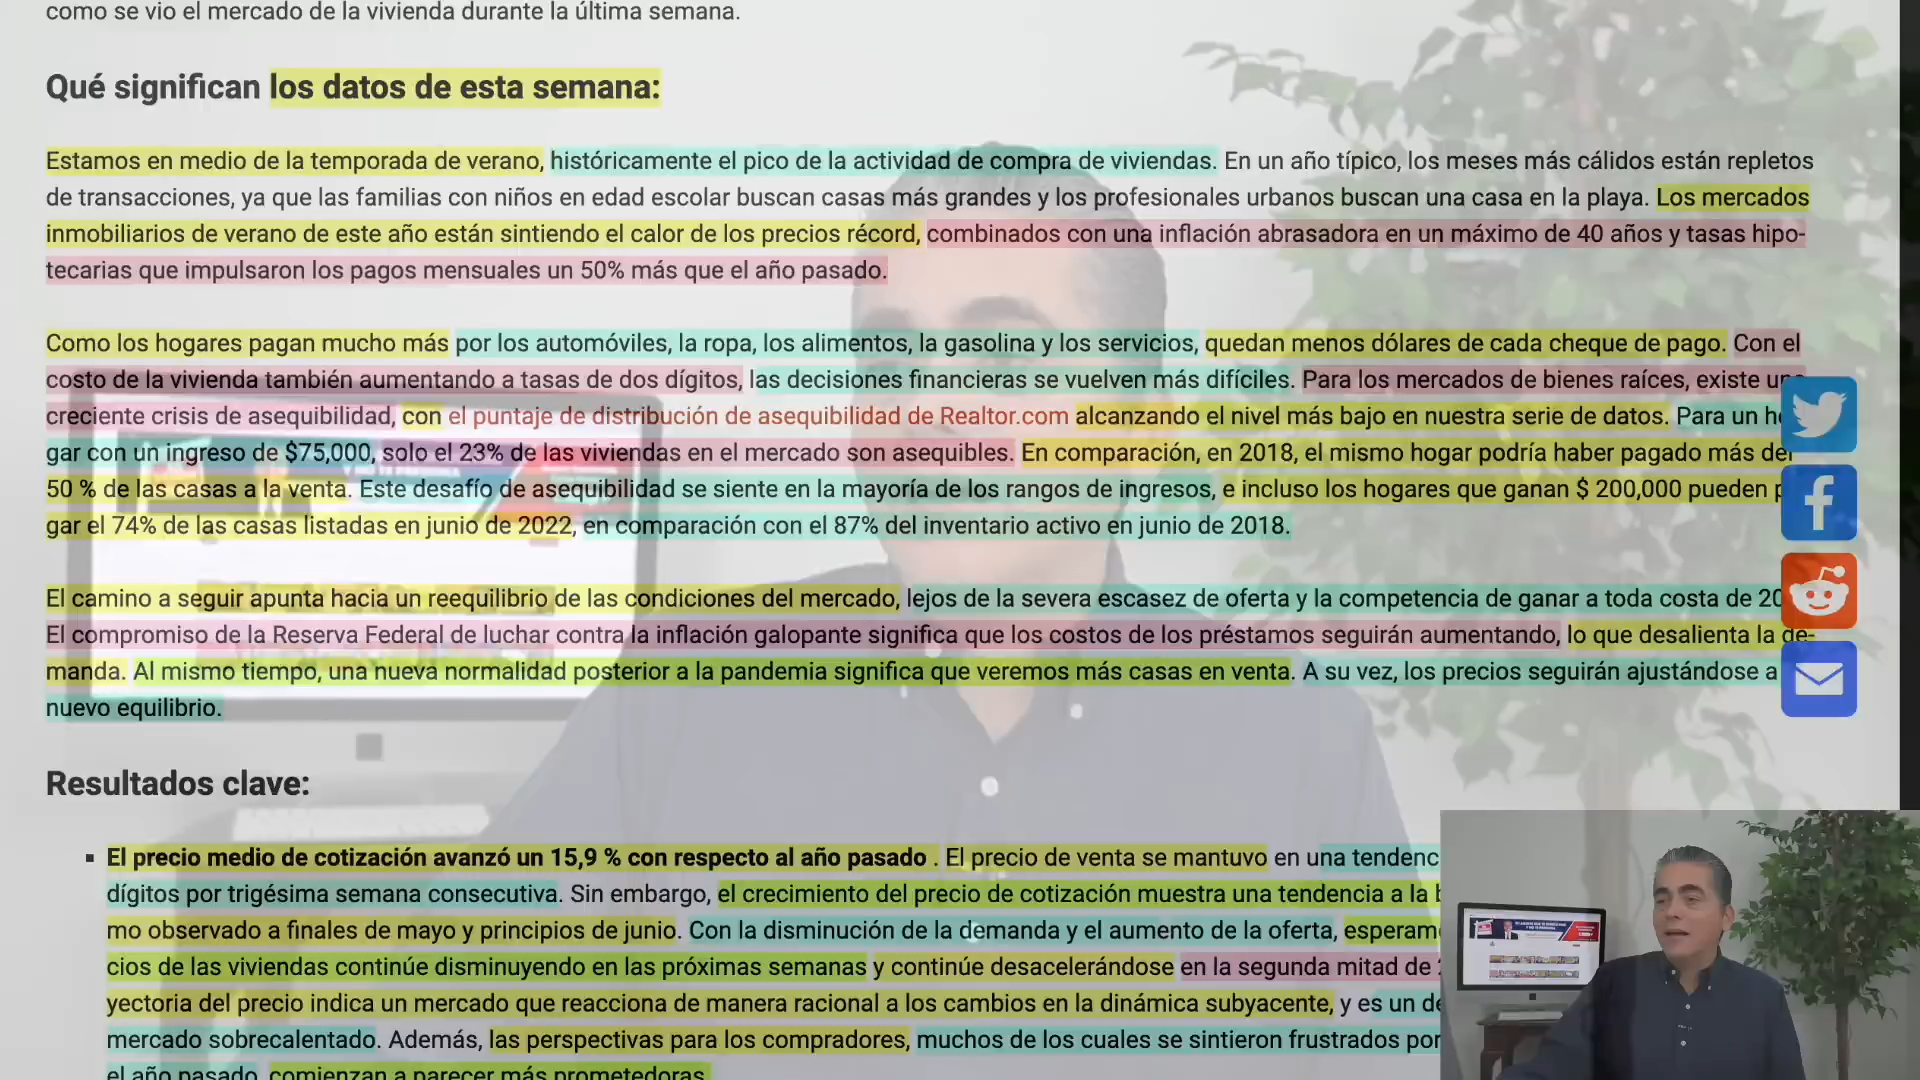 como se vio el mercado de la vivienda durante la última semana.
Qué significan los datos de esta semana:
Estamos en medio de la temporada de verano, históricamente el pico de la actividad de compra de viviendas. En un año típico, los meses más cálidos están repletos
de transacciones, ya que las familias con niños en edad escolar buscan casas más grandes y los profesionales urbanos buscan una casa en la playa. Los mercados
inmobiliarios de verano de este año están sintiendo el calor de los precios récord, combinados con una inflación abrasadora en un máximo de 40 años y tasas hipo-
tecarias que impulsaron los pagos mensuales un 50% más que el año pasado.
Como los hogares pagan mucho más por los automóviles, la ropa, los alimentos, la gasolina y los servicios, quedan menos dólares de cada cheque de pago. Con el
costo de la vivienda también aumentando a tasas de dos dígitos, las decisiones financieras se vuelven más difíciles. Para los mercados de bienes raíces, existe una
creciente crisis de asequibilidad, con el puntaje de distribución de asequibilidad de Realtor.com alcanzando el nivel más bajo en nuestra serie de datos. Para un
gar con un ingreso de $75,000, solo el 23% de las viviendas en el mercado son asequibles. En comparación, en 2018, el mismo hogar podría haber pagado más del
50 % de las casas a la venta. Este desafío de asequibilidad se siente en la mayoría de los rangos de ingresos, e incluso los hogares que ganan $ 200,000 pueden
gar el 74% de las casas listadas en junio de 2022, en comparación con el 87% del inventario activo en junio de 2018.
El camino a seguir apunta hacia un reequilibrio de las condiciones del mercado, lejos de la severa escasez de oferta y la competencia de ganar a toda costa de
El compromiso de la Reserva Federal de luchar contra la inflación galopante significa que los costos de los préstamos seguirán aumentando, lo que desalienta la de-
manda. Al mismo tiempo, una nueva normalidad posterior a la pandemia significa que veremos más casas en venta. A su vez, los precios seguirán ajustándose a
nuevo equilibrio.
Resultados clave:
▪ El precio medio de cotización avanzó un 15,9 % con respecto al año pasado . El precio de venta se mantuvo en una
dígitos por trigésima semana consecutiva. Sin embargo, el crecimiento del precio de cotización muestra una tendencia a la
mo observado a finales de mayo y principios de junio. Con la disminución de la demanda y el aumento de la oferta,
cios de las viviendas continúe disminuyendo en las próximas semanas y continúe desacelerándose en la segunda mitad de
yectoria del precio indica un mercado que reacciona de manera racional a los cambios en la dinámica subyacente, y es un
mercado sobrecalentado. Además, las perspectivas para los compradores, muchos de los cuales se sintieron frustrados por
el año pasado, comienzan a parecer más prometedoras.